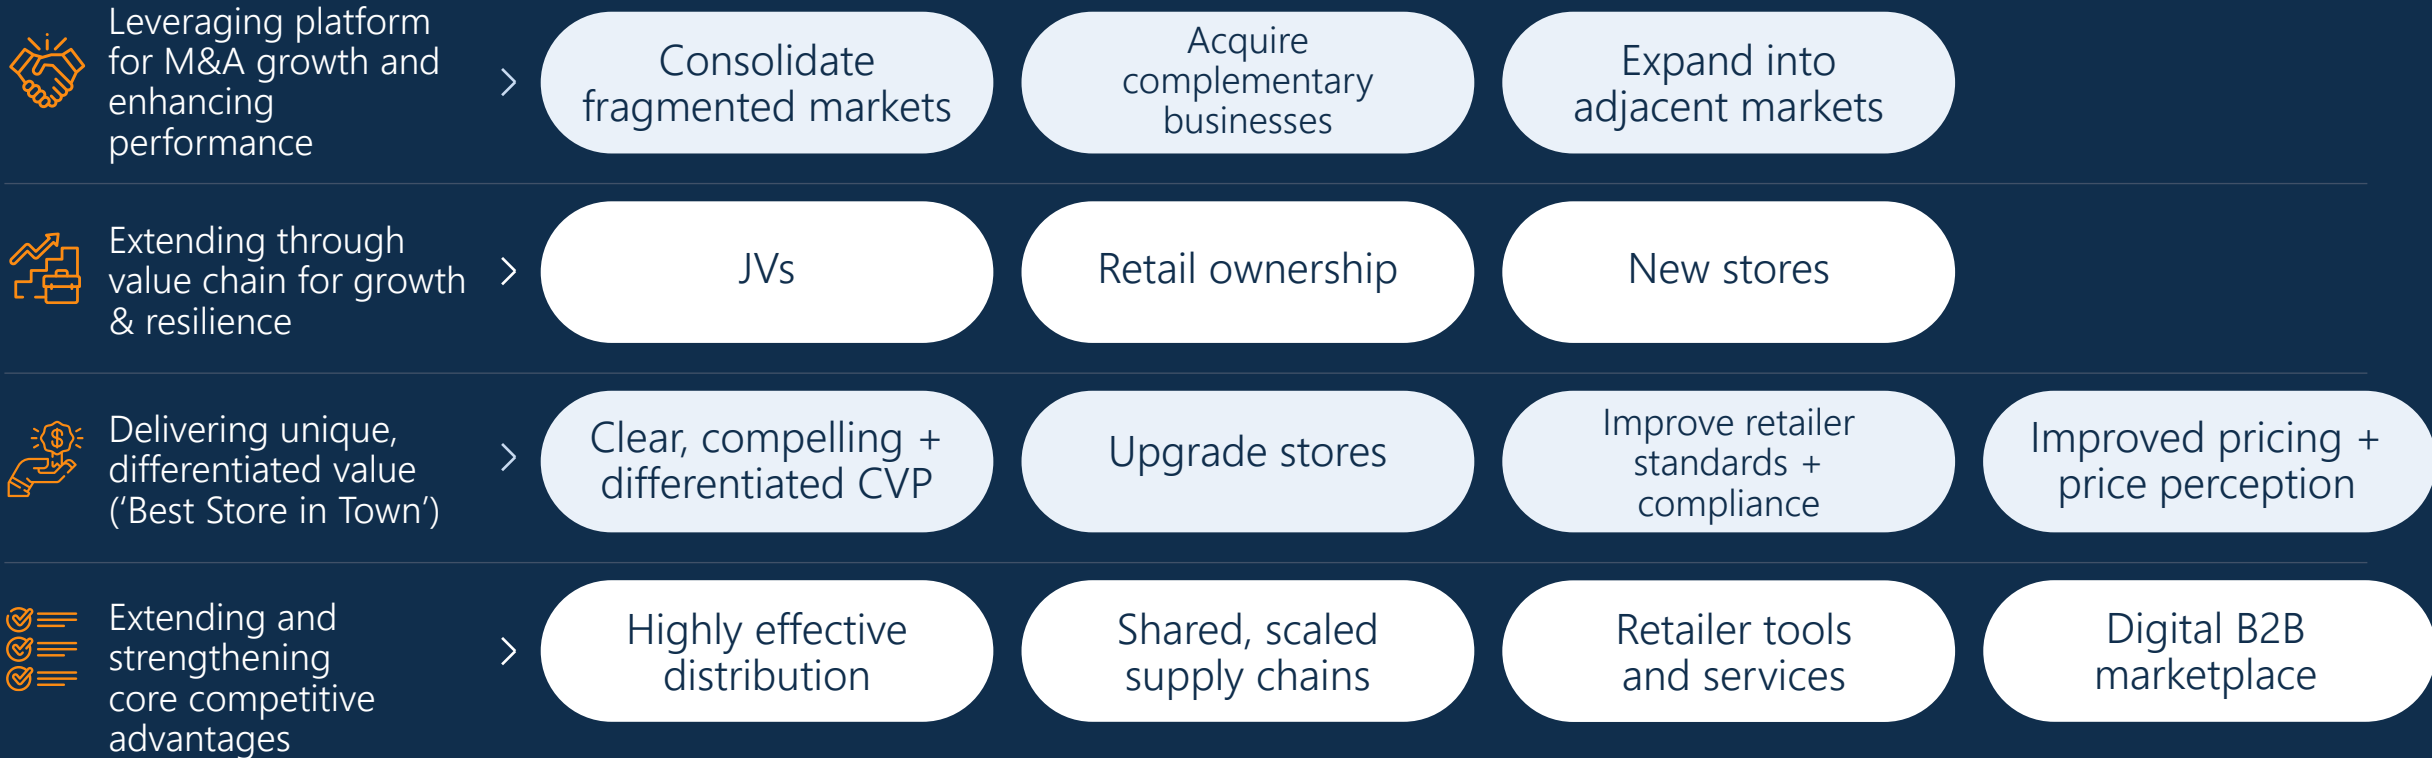 Leveraging platform
for M&A growth and
enhancing
performance
Consolidate
fragmented markets
Acquire
complementary
businesses
Expand into
adjacent markets
Extending through
value chain for growth
& resilience
JVs
Retail ownership
New stores
Delivering unique,
differentiated value
(‘Best Store in Town’)
Clear, compelling +
differentiated CVP
Upgrade stores
Improve retailer
standards +
compliance
Improved pricing +
price perception
Extending and
strengthening
core competitive
advantages
Highly effective
distribution
Shared, scaled
supply chains
Retailer tools
and services
Digital B2B
marketplace